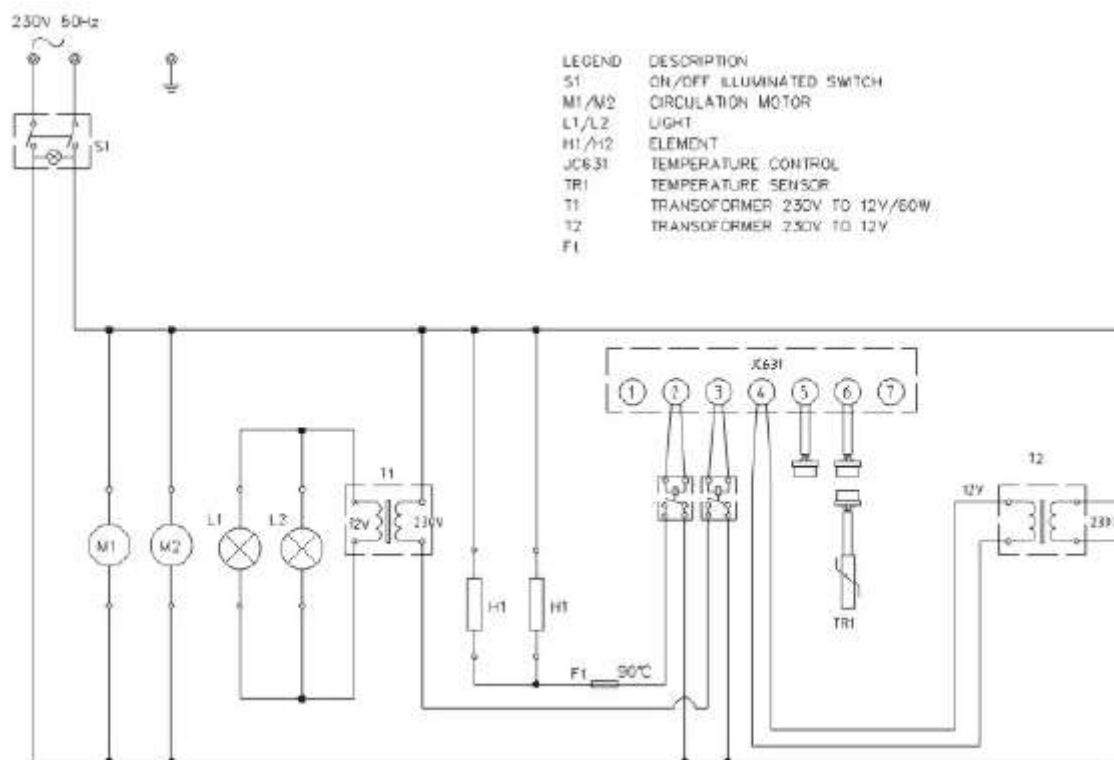 230V 50Hz
LEGEND DESCRIPTION
S1 ON/OFF ILLUMINATED SWITCH
M1/M2 CIRCULATION MOTOR
L1/L2 LIGHT
H1/H2 ELEMENT
JC631 TEMPERATURE CONTROL
TR1 TEMPERATURE SENSOR
T1 TRANSOFORMER 230V TO 12V/60W
T2 TRANSOFORMER 230V TO 12V
F1
S1
JC631
1 2 3 4 5 6 7
T1
T2
12V 230V
12V 230
L1 L2
M1 M2
H1 H1
TR1
F1 90℃